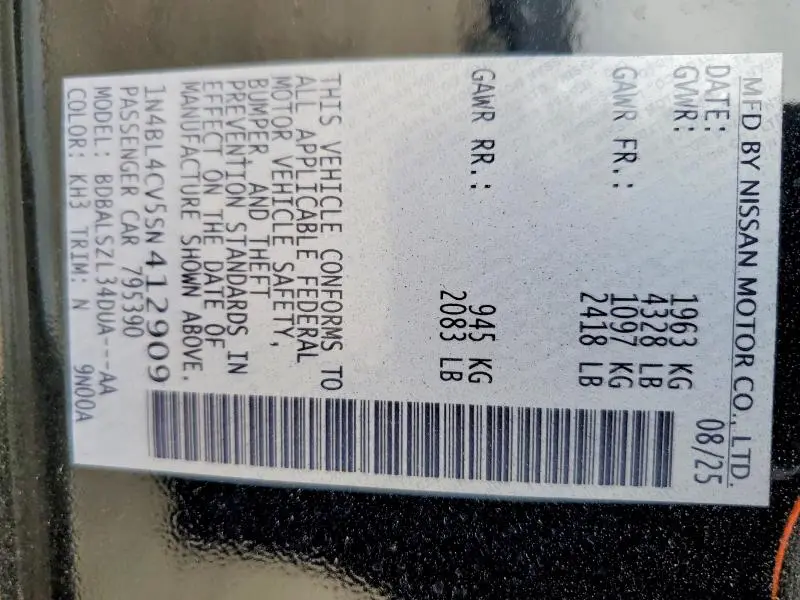 MFD BY NISSAN MOTOR CO., LTD.
DATE: 08/25
GVWR: 1963 KG
4328 LB
GAWR FR.: 1097 KG
2418 LB
GAWR RR.: 945 KG
2083 LB
THIS VEHICLE CONFORMS TO
ALL APPLICABLE FEDERAL
MOTOR VEHICLE SAFETY,
BUMPER, AND THEFT
PREVENTION STANDARDS IN
EFFECT ON THE DATE OF
MANUFACTURE SHOWN ABOVE.
1N4BL4CV5SN412909
PASSENGER CAR 795390
MODEL: BDBALSZL34DUA---AA
COLOR: KH3 TRIM: N 9N00A